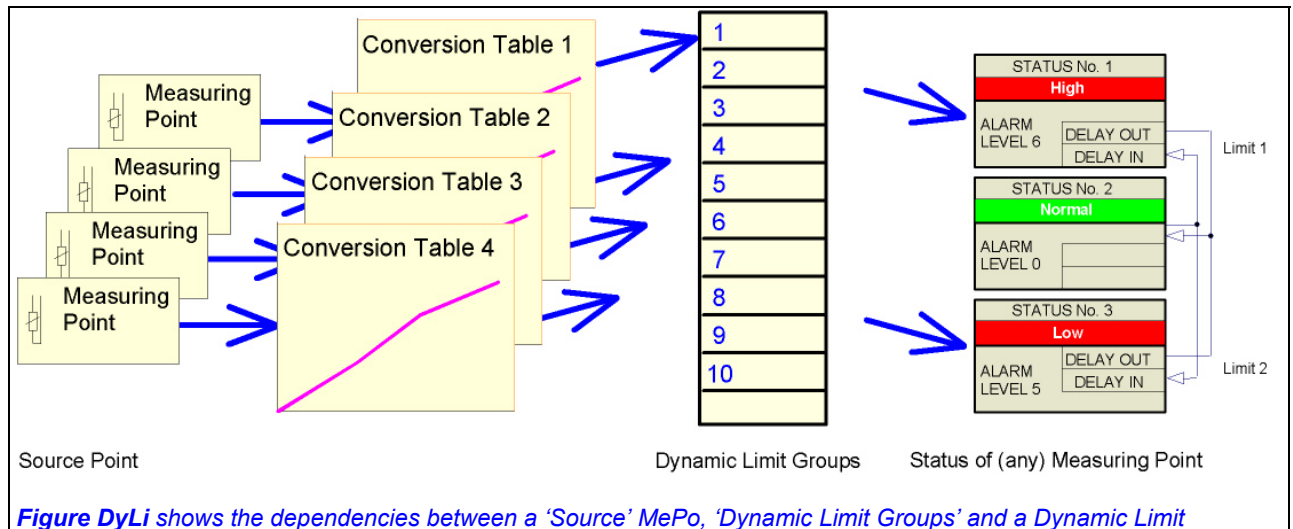 Conversion Table 1
Measuring
Point
Conversion Table 2
Measuring
Point
Conversion Table 3
Measuring
Point
Conversion Table 4
Measuring
Point
1
2
3
4
5
6
7
8
9
10
STATUS No. 1
High
ALARM
LEVEL 6
DELAY OUT
DELAY IN
Limit 1
STATUS No. 2
Normal
ALARM
LEVEL 0
STATUS No. 3
Low
ALARM
LEVEL 5
DELAY OUT
DELAY IN
Limit 2
Source Point
Dynamic Limit Groups
Status of (any) Measuring Point
Figure DyLi shows the dependencies between a ‘Source’ MePo, ‘Dynamic Limit Groups’ and a Dynamic Limit